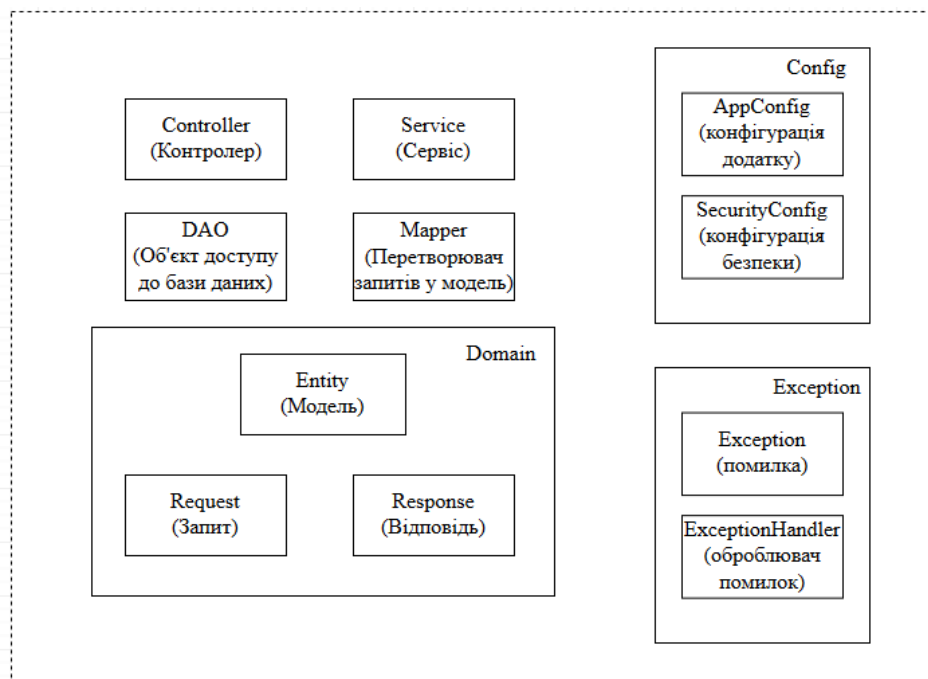 Controller
(Контролер)
Service
(Сервіс)
DAO
(Об'єкт доступу
до бази даних)
Mapper
(Перетворювач
запитів у модель)
Domain
Entity
(Модель)
Request
(Запит)
Response
(Відповідь)
Config
AppConfig
(конфігурація
додатку)
SecurityConfig
(конфігурація
безпеки)
Exception
Exception
(помилка)
ExceptionHandler
(оброблювач
помилок)